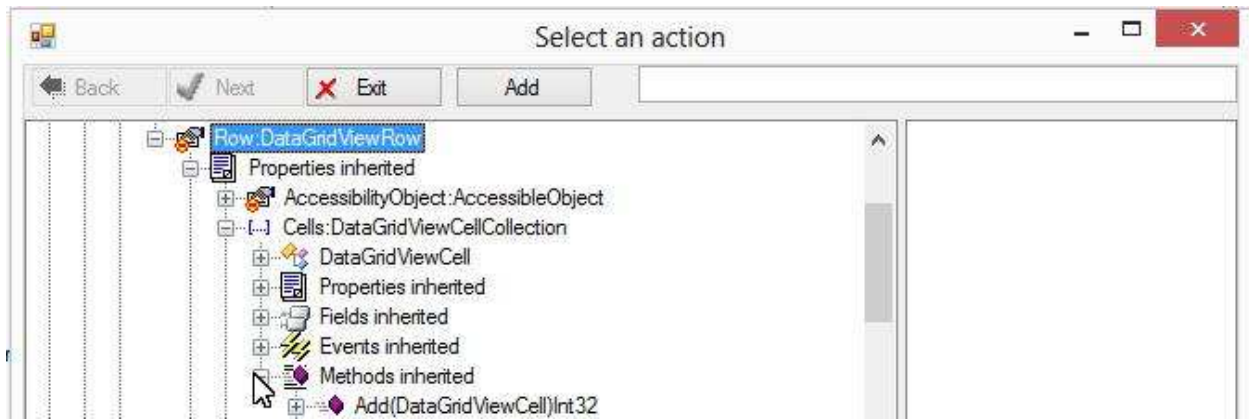 Select an action
Back Next Exit Add
Row:DataGridViewRow
Properties inherited
AccessibilityObject:AccessibleObject
Cells:DataGridViewCellCollection
DataGridViewCell
Properties inherited
Fields inherited
Events inherited
Methods inherited
Add(DataGridViewCell)Int32